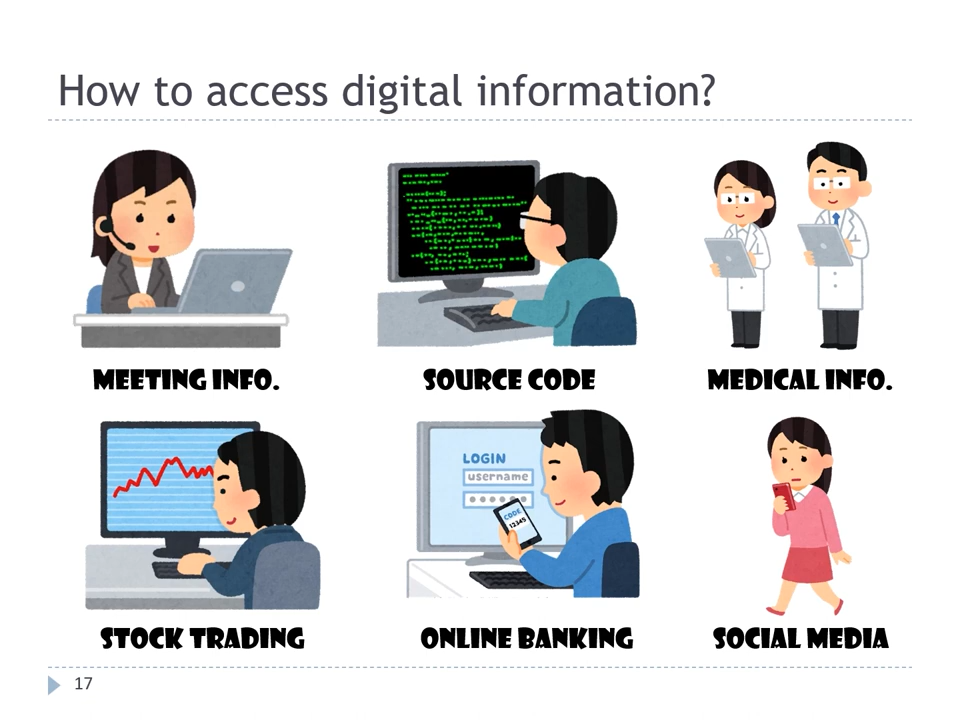 How to access digital information?
MEETING INFO.
SOURCE CODE
MEDICAL INFO.
LOGIN
username
CODE
12345
STOCK TRADING
ONLINE BANKING
SOCIAL MEDIA
17